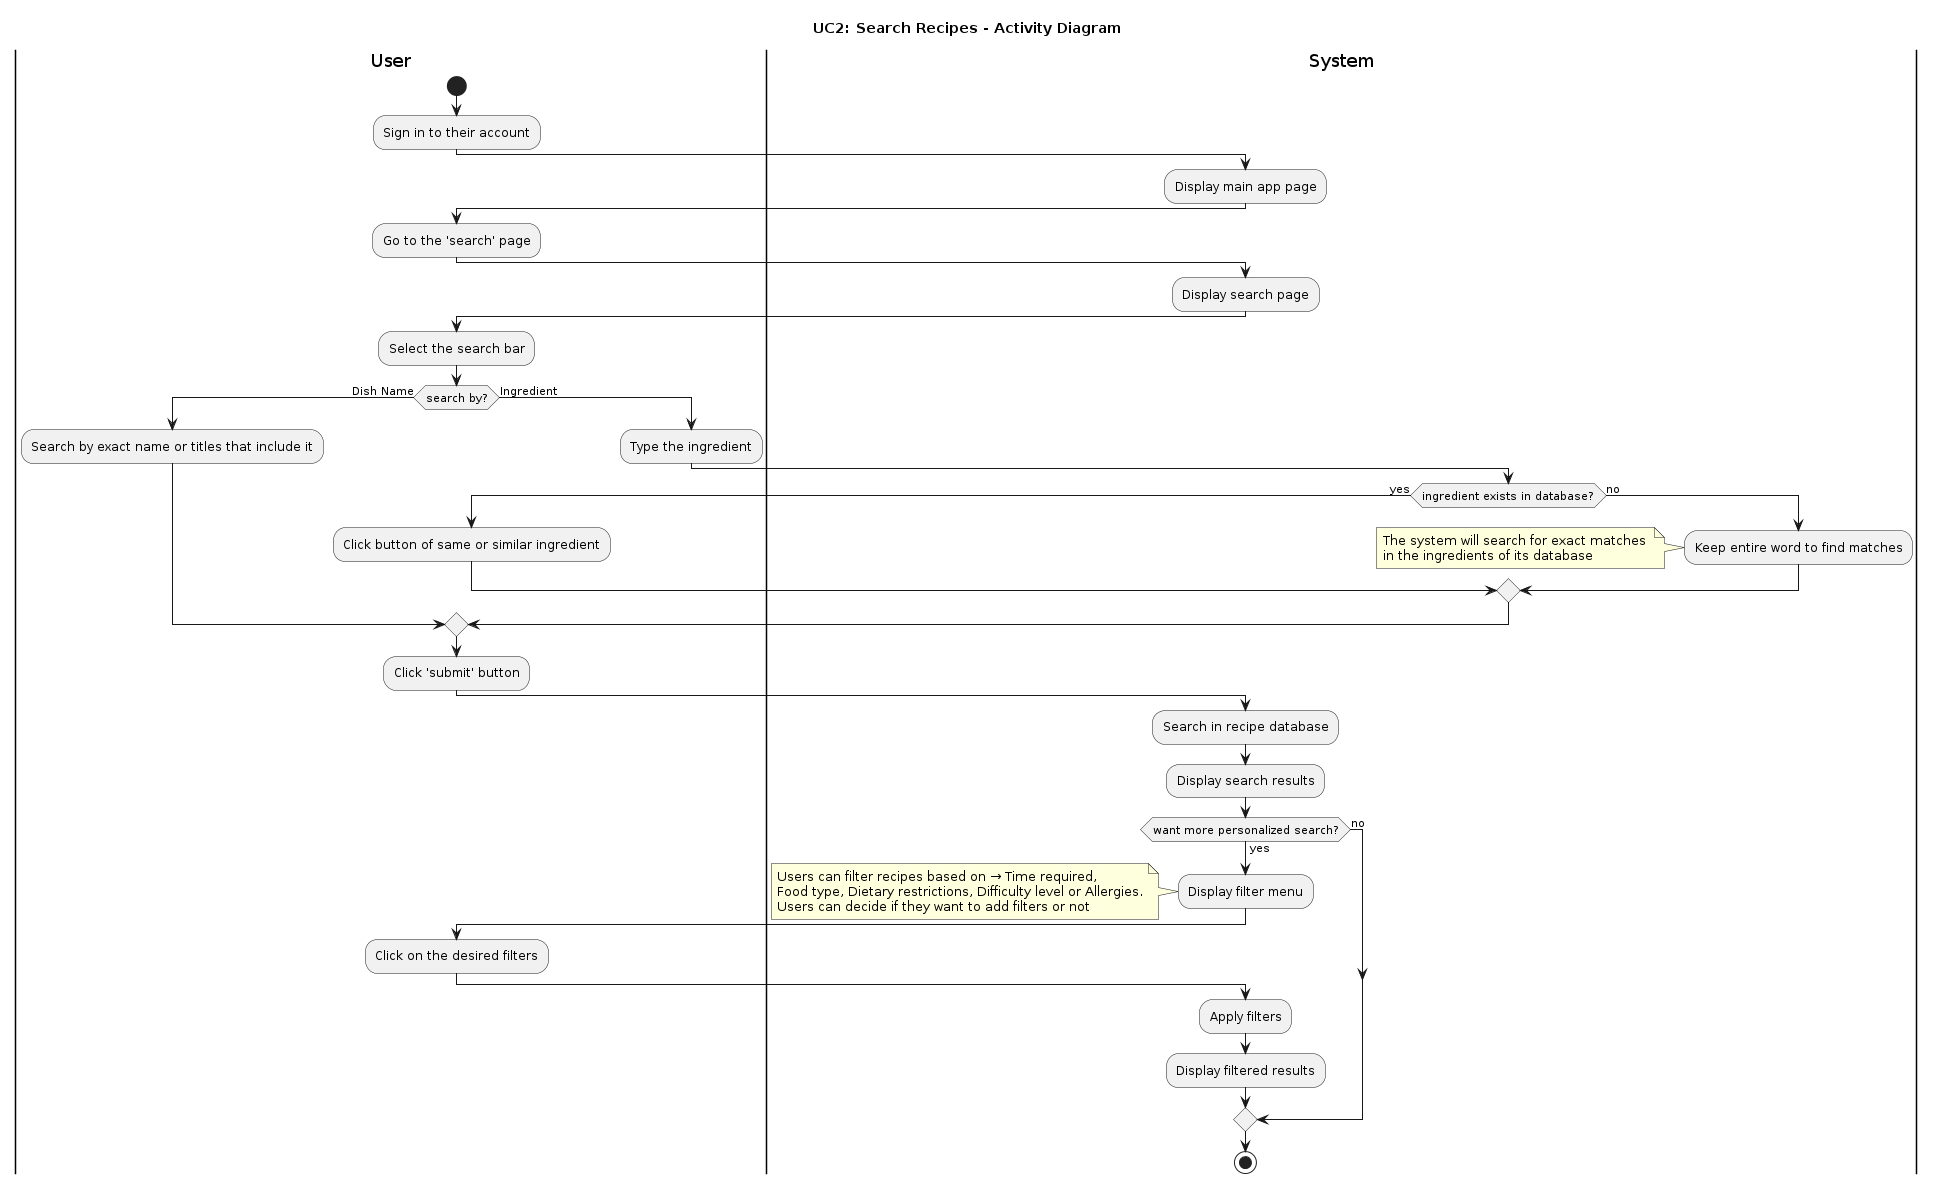 UC2: Search Recipes - Activity Diagram
User
System
Sign in to their account
Display main app page
Go to the 'search' page
Display search page
Select the search bar
Dish Name
search by?
Ingredient
Search by exact name or titles that include it
Type the ingredient
yes
ingredient exists in database?
no
Click button of same or similar ingredient
The system will search for exact matches
in the ingredients of its database
Keep entire word to find matches
Click 'submit' button
Search in recipe database
Display search results
want more personalized search?
no
yes
Users can filter recipes based on → Time required,
Food type, Dietary restrictions, Difficulty level or Allergies.
Users can decide if they want to add filters or not
Display filter menu
Click on the desired filters
Apply filters
Display filtered results